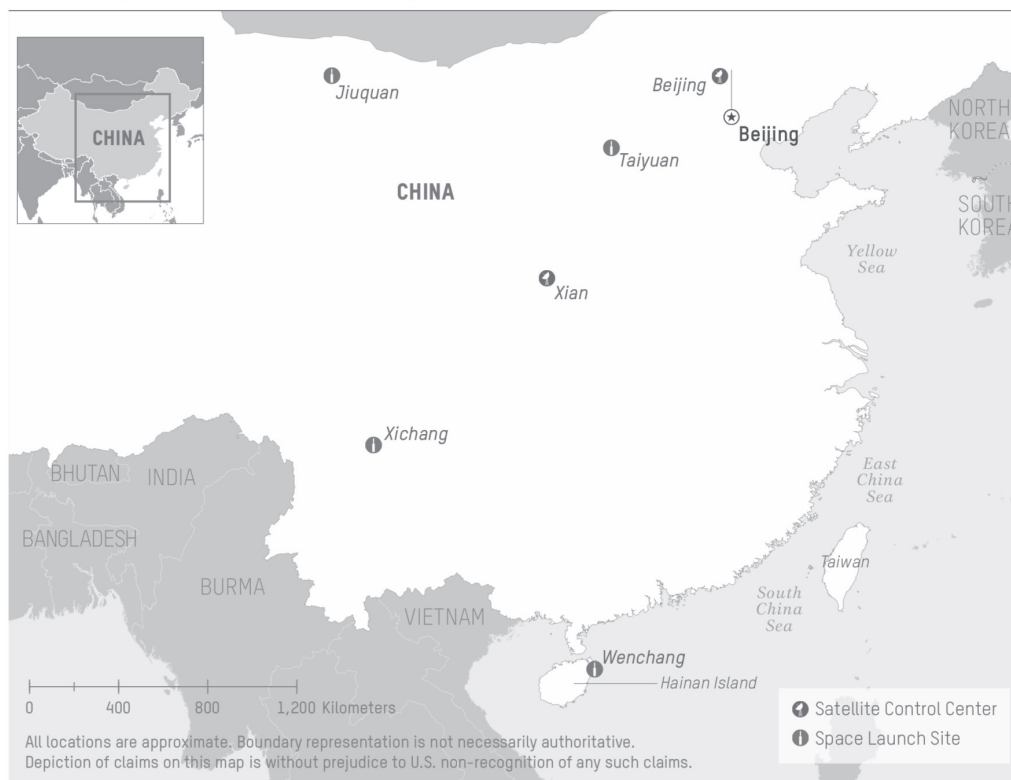 CHINA
Jiuquan
Beijing
Beijing
Taiyuan
CHINA
NORTH
KOREA
SOUTH
KOREA
Yellow
Sea
Xian
Xichang
BHUTAN
INDIA
East
China
Sea
BANGLADESH
Taiwan
BURMA
VIETNAM
South
China
Sea
Wenchang
Hainan Island
0 400 800 1,200 Kilometers
Satellite Control Center
Space Launch Site
All locations are approximate. Boundary representation is not necessarily authoritative.
Depiction of claims on this map is without prejudice to U.S. non-recognition of any such claims.